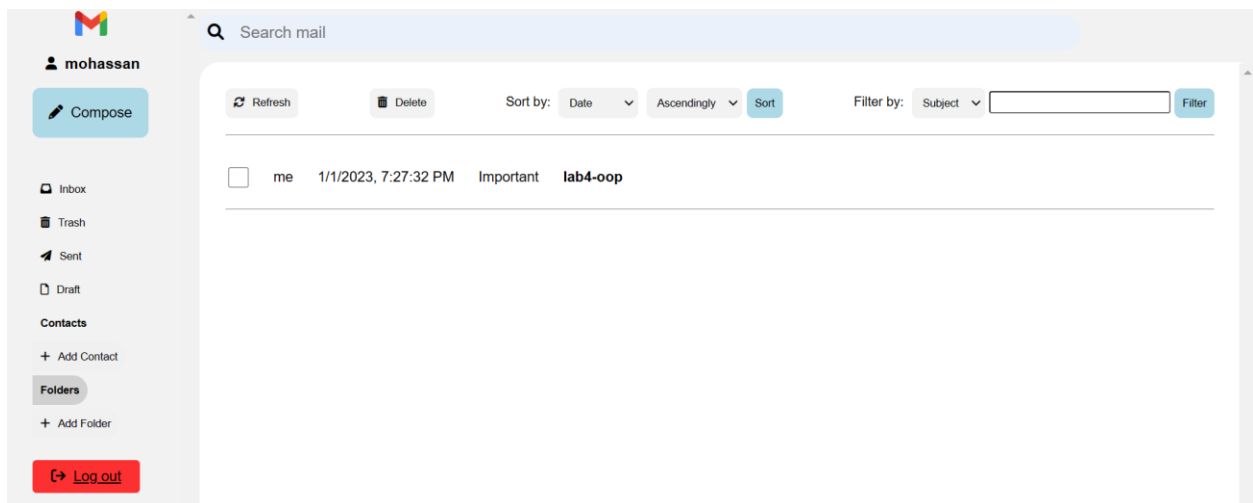 Search mail
mohassan
Compose
Refresh Delete Sort by: Date Ascendingly Sort Filter by: Subject Filter
me 1/1/2023, 7:27:32 PM Important lab4-oop
Inbox
Trash
Sent
Draft
Contacts
+ Add Contact
Folders
+ Add Folder
Log out